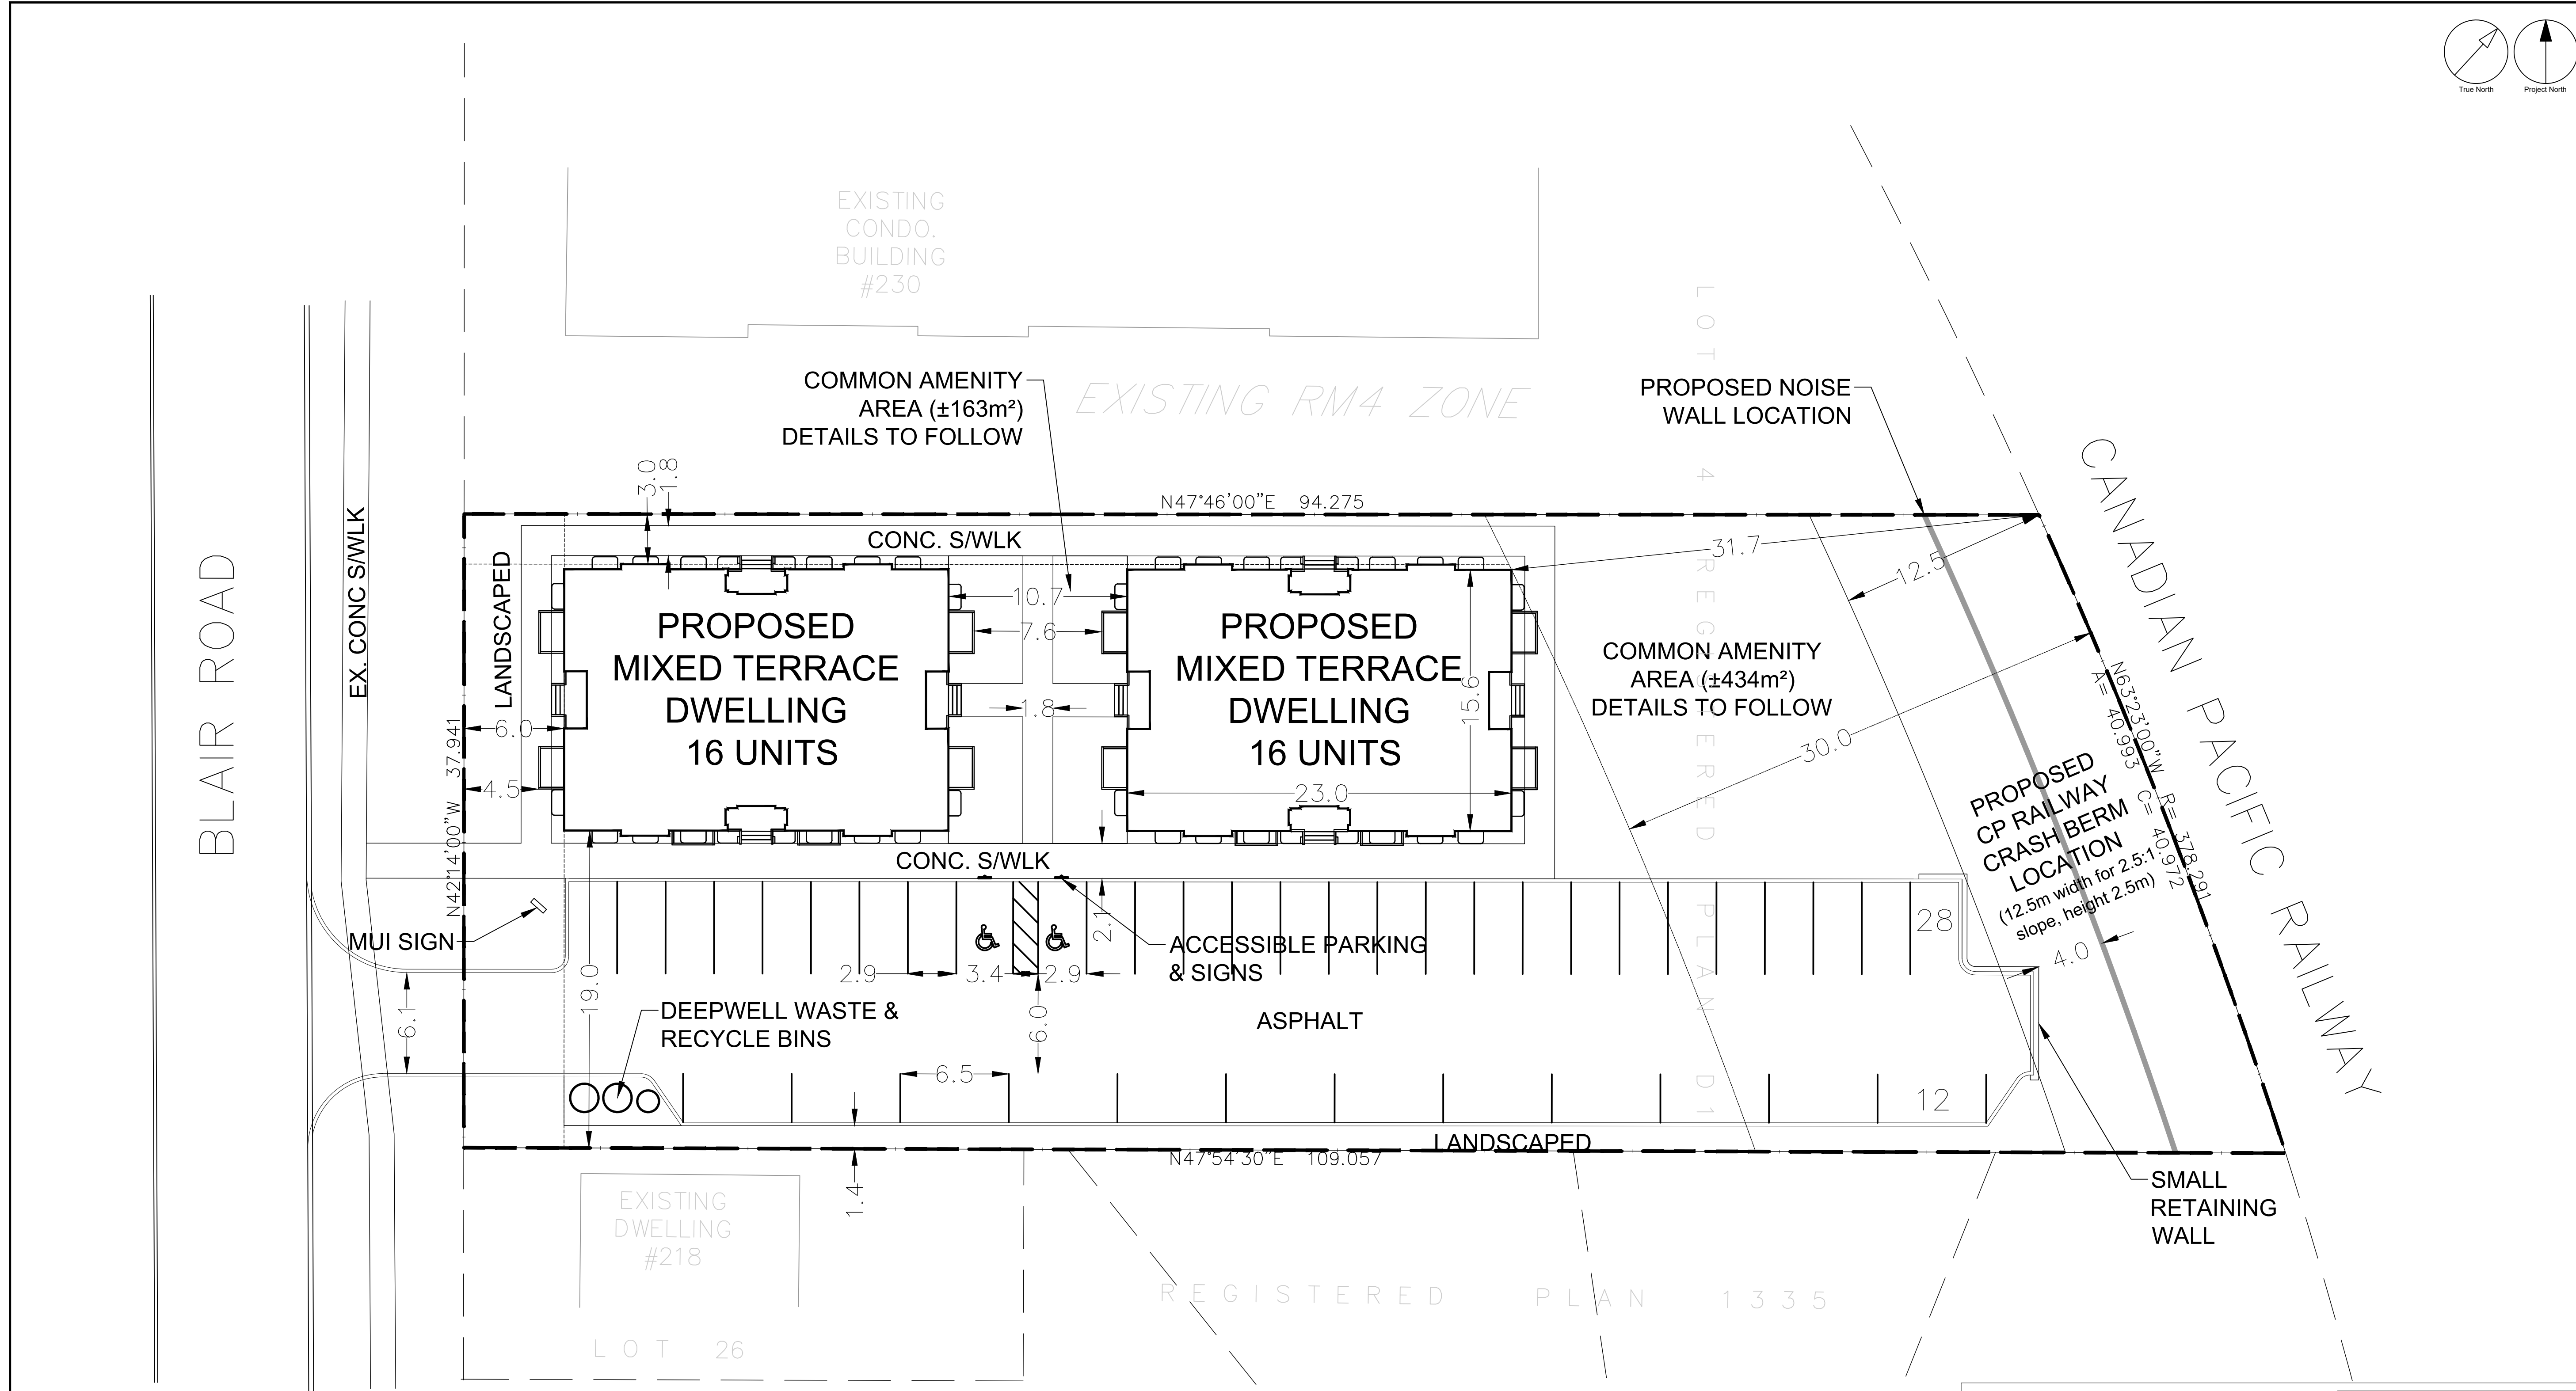 True North
Project North
EXISTING
CONDO.
BUILDING
#230
COMMON AMENITY
AREA (±163m²)
DETAILS TO FOLLOW
EXISTING RM4 ZONE
PROPOSED NOISE
WALL LOCATION
LOT 4 REGISTERED PLAN D1
CANADIAN PACIFIC RAILWAY
BLAIR ROAD
EX. CONC S/WLK
LANDSCAPED
3.0
1.8
N47°46'00"E 94.275
CONC. S/WLK
31.7
12.5
10.7
7.6
PROPOSED
MIXED TERRACE
DWELLING
16 UNITS
PROPOSED
MIXED TERRACE
DWELLING
16 UNITS
15.6
23.0
1.8
COMMON AMENITY
AREA (±434m²)
DETAILS TO FOLLOW
30.0
N63°23'00"W R= 378.291
A= 40.993 C= 40.972
PROPOSED
CP RAILWAY
CRASH BERM
LOCATION
(12.5m width for 2.5:1
slope, height 2.5m)
4.0
6.0
4.5
N42°14'00"W 37.941
CONC. S/WLK
MUI SIGN
2.1
28
ACCESSIBLE PARKING
& SIGNS
2.9
3.4
2.9
19.0
6.1
DEEPWELL WASTE &
RECYCLE BINS
6.0
ASPHALT
6.5
12
LANDSCAPED
N47°54'30"E 109.057
1.4
SMALL
RETAINING
WALL
EXISTING
DWELLING
#218
REGISTERED PLAN 1335
LOT 26